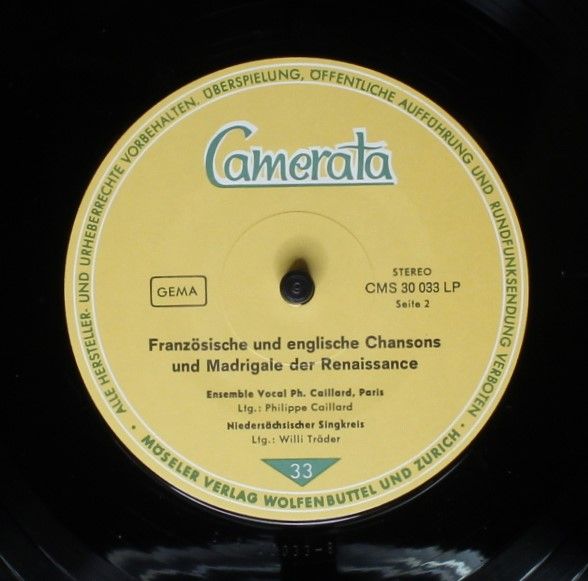 ALLE HERSTELLER- UND URHEBERRECHTE VORBEHALTEN. ÜBERSPIELUNG, ÖFFENTLICHE AUFFÜHRUNG UND RUNDFUNKSENDUNG VERBOTEN
Camerata
GEMA
STEREO
CMS 30 033 LP
Seite 2
Französische und englische Chansons
und Madrigale der Renaissance
Ensemble Vocal Ph. Caillard, Paris
Ltg.: Philippe Caillard
Niedersächsischer Singkreis
Ltg.: Willi Träder
33
• MÖSELER VERLAG WOLFENBÜTTEL UND ZÜRICH •